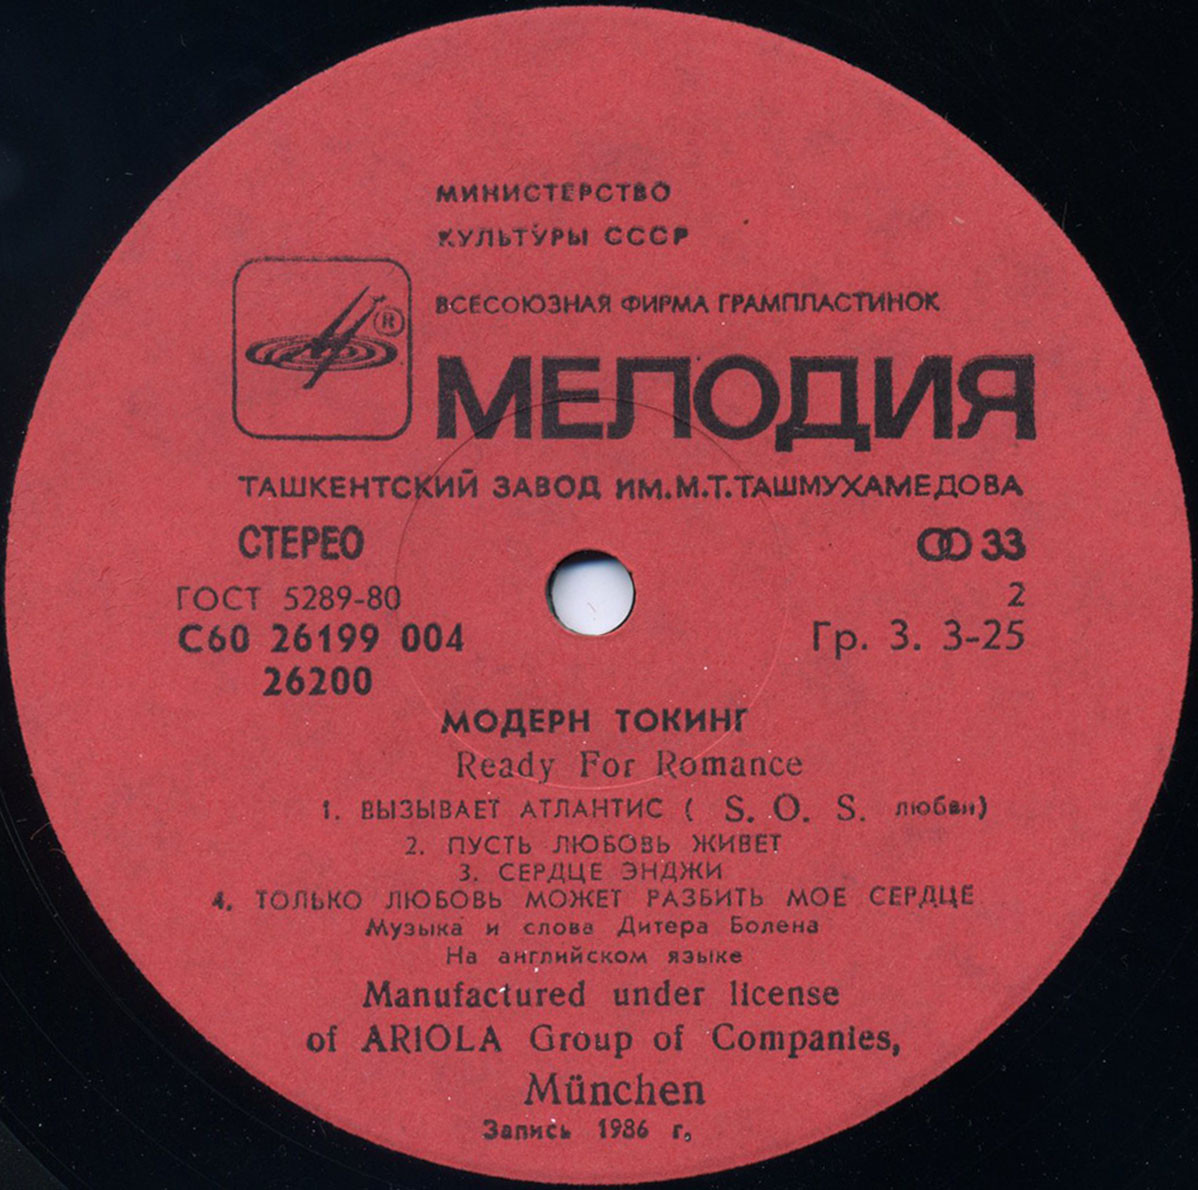 МИНИСТЕРСТВО
КУЛЬТУРЫ СССР
ВСЕСОЮЗНАЯ ФИРМА ГРАМПЛАСТИНОК
®
МЕЛОДИЯ
ТАШКЕНТСКИЙ ЗАВОД ИМ.М.Т.ТАШМУХАМЕДОВА
СТЕРЕО 33
ГОСТ 5289-80 2
С60 26199 004 Гр. 3. 3-25
26200
МОДЕРН ТОКИНГ
Ready For Romance
1. ВЫЗЫВАЕТ АТЛАНТИС ( S. O. S. любви)
2. ПУСТЬ ЛЮБОВЬ ЖИВЕТ
3. СЕРДЦЕ ЭНДЖИ
4. ТОЛЬКО ЛЮБОВЬ МОЖЕТ РАЗБИТЬ МОЕ СЕРДЦЕ
Музыка и слова Дитера Болена
На английском языке
Manufactured under license
of ARIOLA Group of Companies,
München
Запись 1986 г.